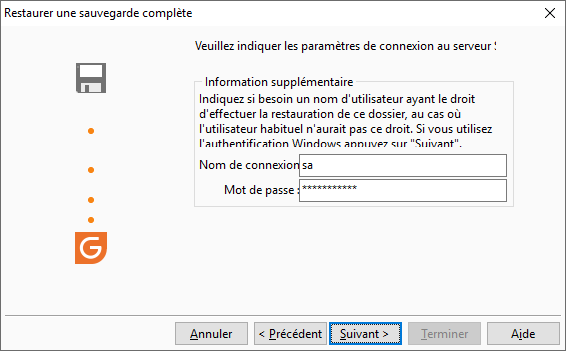 Restaurer une sauvegarde complète
Veuillez indiquer les paramètres de connexion au serveur
Information supplémentaire
Indiquez si besoin un nom d'utilisateur ayant le droit
d'effectuer la restauration de ce dossier, au cas où
l'utilisateur habituel n'aurait pas ce droit. Si vous utilisez
l'authentification Windows appuyez sur "Suivant".
Nom de connexion sa
Mot de passe : ***********
Annuler
< Précédent
Suivant >
Terminer
Aide